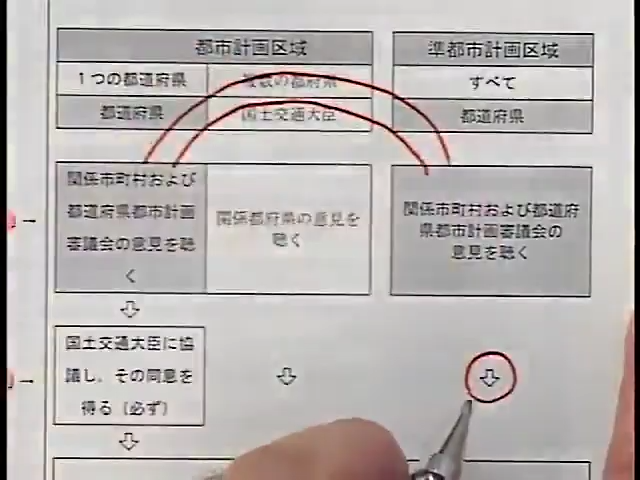 都市計画区域
準都市計画区域
1つの都道府県
複数の都府県
すべて
都道府県
国土交通大臣
都道府県
関係市町村および
都道府県都市計画
審議会の意見を聴
く
関係都府県の意見を
聴く
関係市町村および都道府
県都市計画審議会の
意見を聴く
国土交通大臣に協
議し、その同意を
得る（必ず）